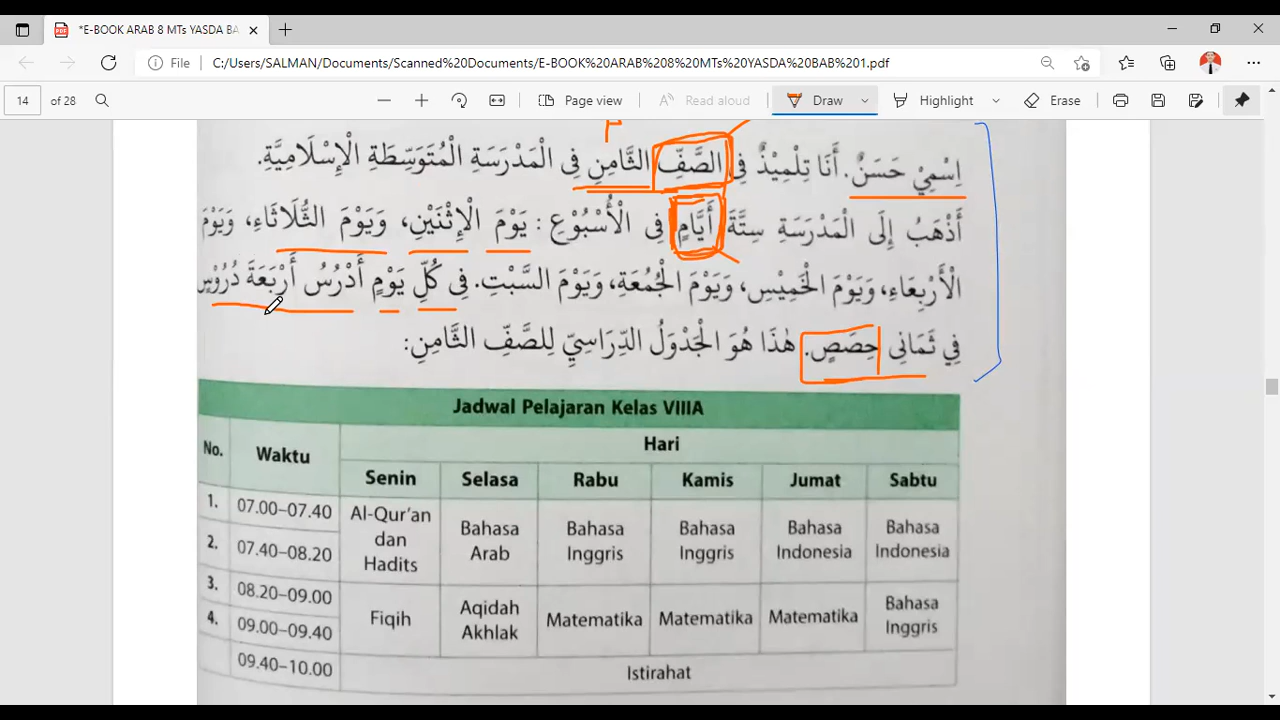 *E-BOOK ARAB 8 MTs YASDA BA
File
C:/Users/SALMAN/Documents/Scanned%20Documents/E-BOOK%20ARAB%208%20MTs%20YASDA%20BAB%201.pdf
14 of 28
Page view
Read aloud
Draw
Highlight
Erase
اِسْمِيْ حَسَنٌ. أَنَا تِلْمِيْذٌ فِى الصَّفِّ الثَّامِنِ فِى الْمَدْرَسَةِ الْمُتَوَسِّطَةِ الْإِسْلَامِيَّةِ.
أَذْهَبُ إِلَى الْمَدْرَسَةِ سِتَّةَ أَيَّامٍ فِى الْأُسْبُوْعِ : يَوْمَ الْإِثْنَيْنِ، وَيَوْمَ الثُّلَاثَاءِ، وَيَوْمَ
الْأَرْبِعَاءِ، وَيَوْمَ الْخَمِيْسِ، وَيَوْمَ الْجُمُعَةِ، وَيَوْمَ السَّبْتِ. فِى كُلِّ يَوْمٍ أَدْرُسُ أَرْبَعَةَ دُرُوْسٍ
فِي ثَمَانِى حِصَصٍ. هٰذَا هُوَ الْجَدْوَلُ الدِّرَاسِيِّ لِلصَّفِّ الثَّامِنِ:
Jadwal Pelajaran Kelas VIIIA
No. Waktu Hari
Senin Selasa Rabu Kamis Jumat Sabtu
1. 07.00–07.40 Al-Qur'an dan Hadits Bahasa Arab Bahasa Inggris Bahasa Inggris Bahasa Indonesia Bahasa Indonesia
2. 07.40–08.20
3. 08.20–09.00 Fiqih Aqidah Akhlak Matematika Matematika Matematika Bahasa Inggris
4. 09.00–09.40
09.40–10.00 Istirahat